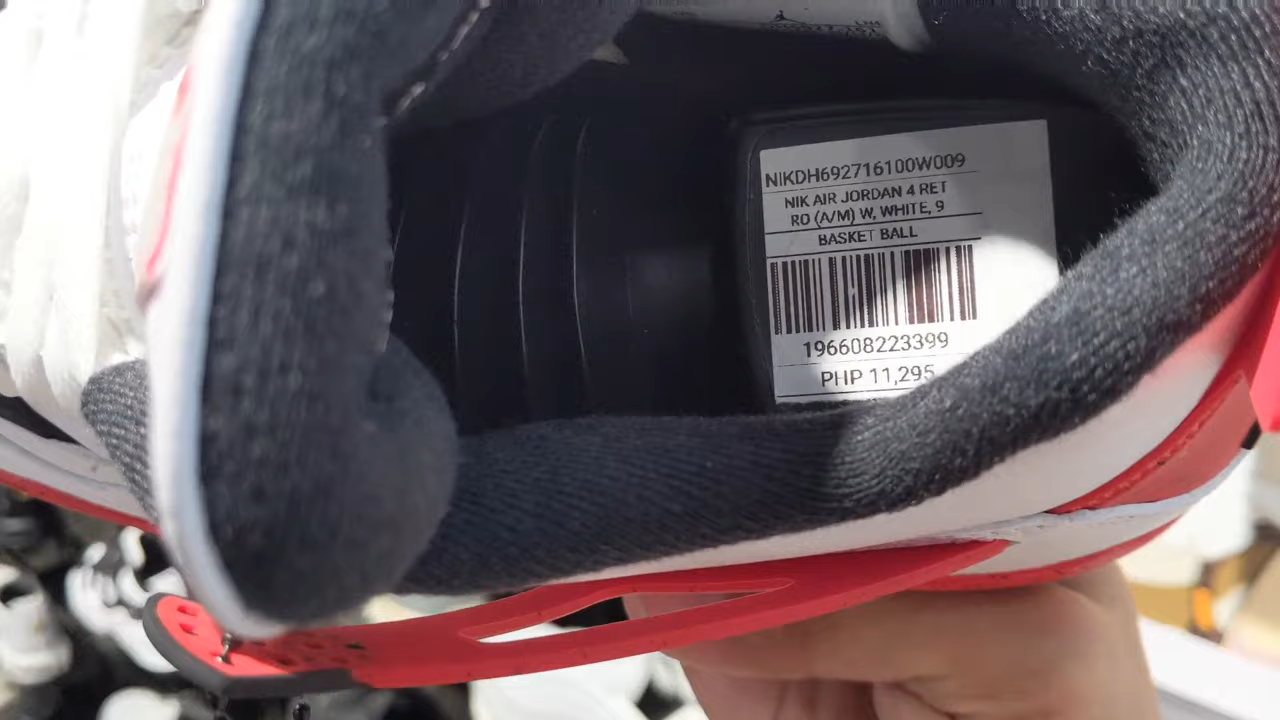 NIKDH692716100W009
NIK AIR JORDAN 4 RET
RO (A/M) W, WHITE, 9
BASKET BALL
196608223399
PHP 11,295